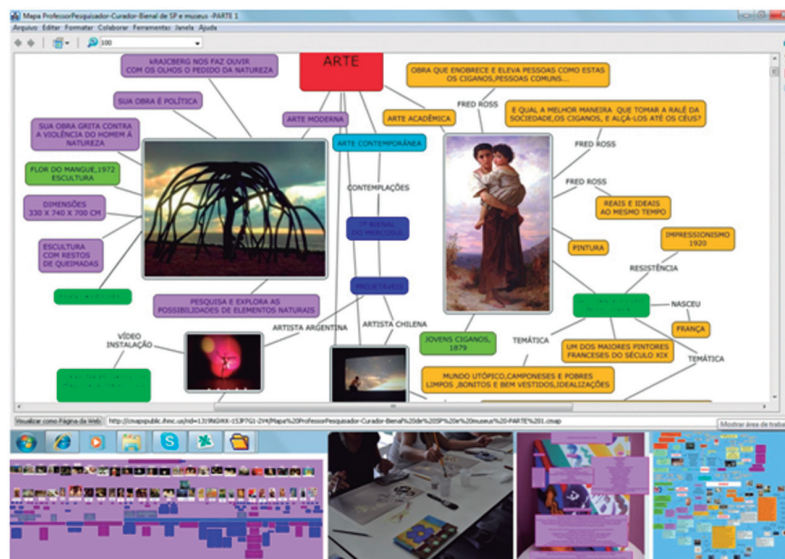 Mapa ProfessorPesquisador-Curador-Bienal de SP e museus -PARTE 1
Arquivo Editar Formatar Colaborar Ferramentas Janela Ajuda
100
ARTE
KRAJCBERG NOS FAZ OUVIR
COM OS OLHOS O PEDIDO DA NATUREZA
SUA OBRA É POLÍTICA
SUA OBRA GRITA CONTRA
A VIOLÊNCIA DO HOMEM À
NATUREZA
FLOR DO MANGUE,1972
ESCULTURA
DIMENSÕES
330 X 740 X 700 CM
ESCULTURA
COM RESTOS
DE QUEIMADAS
PESQUISA E EXPLORA AS
POSSIBILIDADES DE ELEMENTOS NATURAIS
ARTE MODERNA
ARTE ACADÊMICA
ARTE CONTEMPORÂNEA
CONTEMPLAÇÕES
7ª BIENAL
DO MERCOSUL
PROJETÁVEIS
ARTISTA ARGENTINA
ARTISTA CHILENA
VÍDEO
INSTALAÇÃO
OBRA QUE ENOBRECE E ELEVA PESSOAS COMO ESTAS
OS CIGANOS,PESSOAS COMUNS...
FRED ROSS
E QUAL A MELHOR MANEIRA QUE TOMAR A RALÉ DA
SOCIEDADE,OS CIGANOS, E ALÇÁ-LOS ATÉ OS CÉUS?
FRED ROSS
FRED ROSS
REAIS E IDEAIS
AO MESMO TEMPO
PINTURA
IMPRESSIONISMO
1920
RESISTÊNCIA
NASCEU
FRANÇA
TEMÁTICA
UM DOS MAIORES PINTORES
FRANCESES DO SÉCULO XIX
TEMÁTICA
JOVENS CIGANOS,
1879
MUNDO UTÓPICO,CAMPONESES E POBRES
LIMPOS ,BONITOS E BEM VESTIDOS,IDEALIZAÇÕES
Visualizar como Página da Web:
Mostrar área de traba